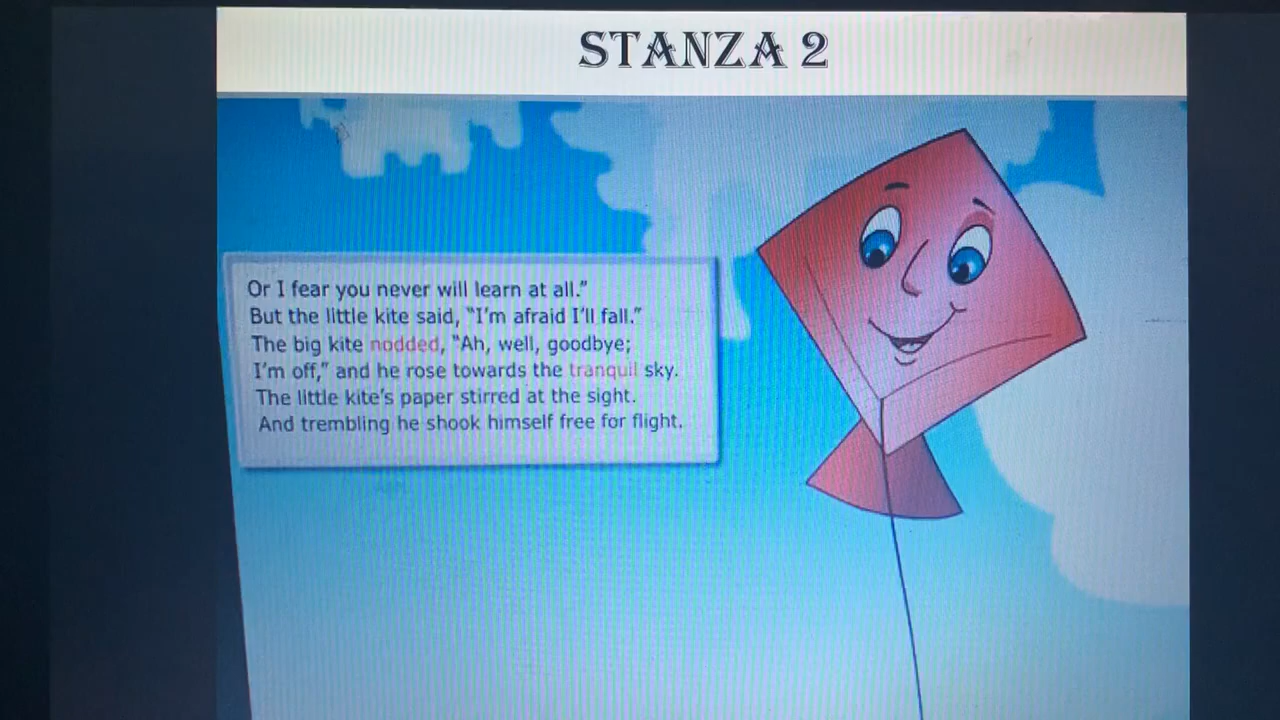 STANZA 2
Or I fear you never will learn at all.”
But the little kite said, “I’m afraid I’ll fall.”
The big kite nodded, “Ah, well, goodbye;
I’m off,” and he rose towards the tranquil sky.
The little kite’s paper stirred at the sight.
And trembling he shook himself free for flight.